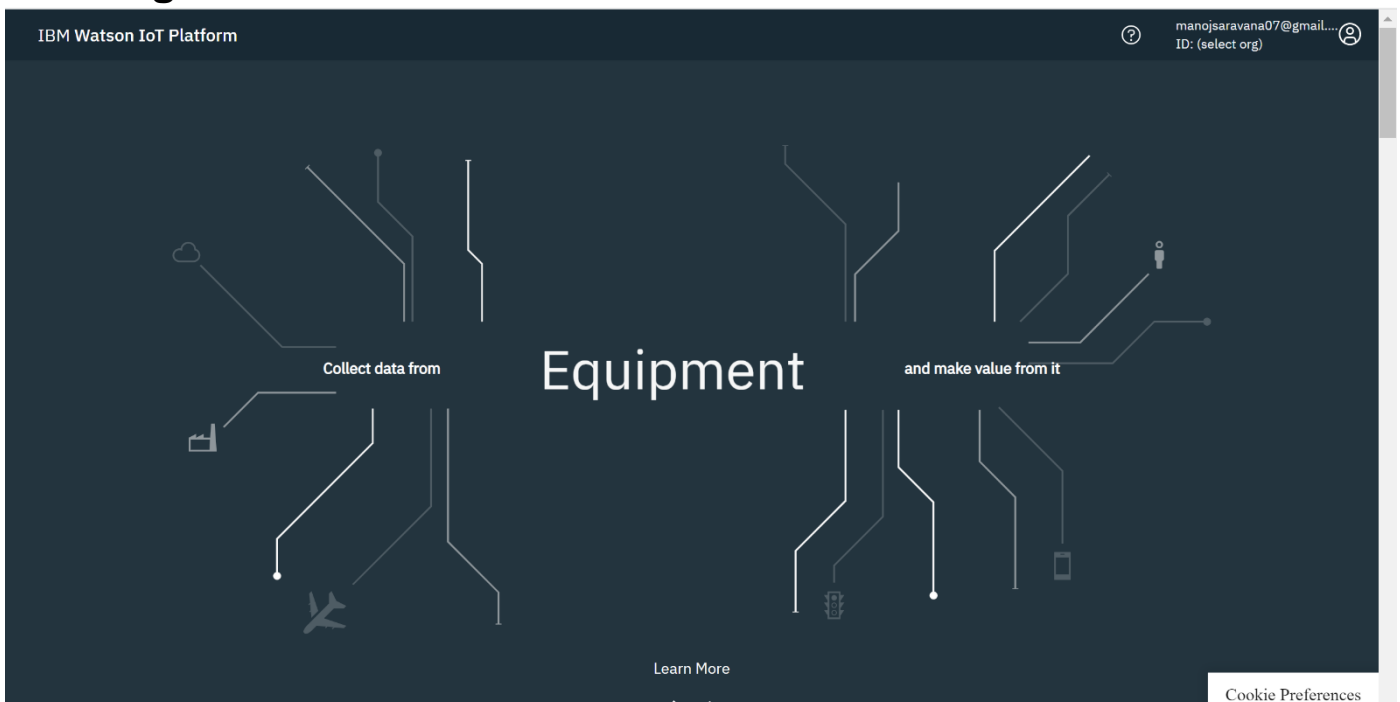 IBM Watson IoT Platform
manojsaravana07@gmail....
ID: (select org)
Collect data from
Equipment
and make value from it
Learn More
Cookie Preferences